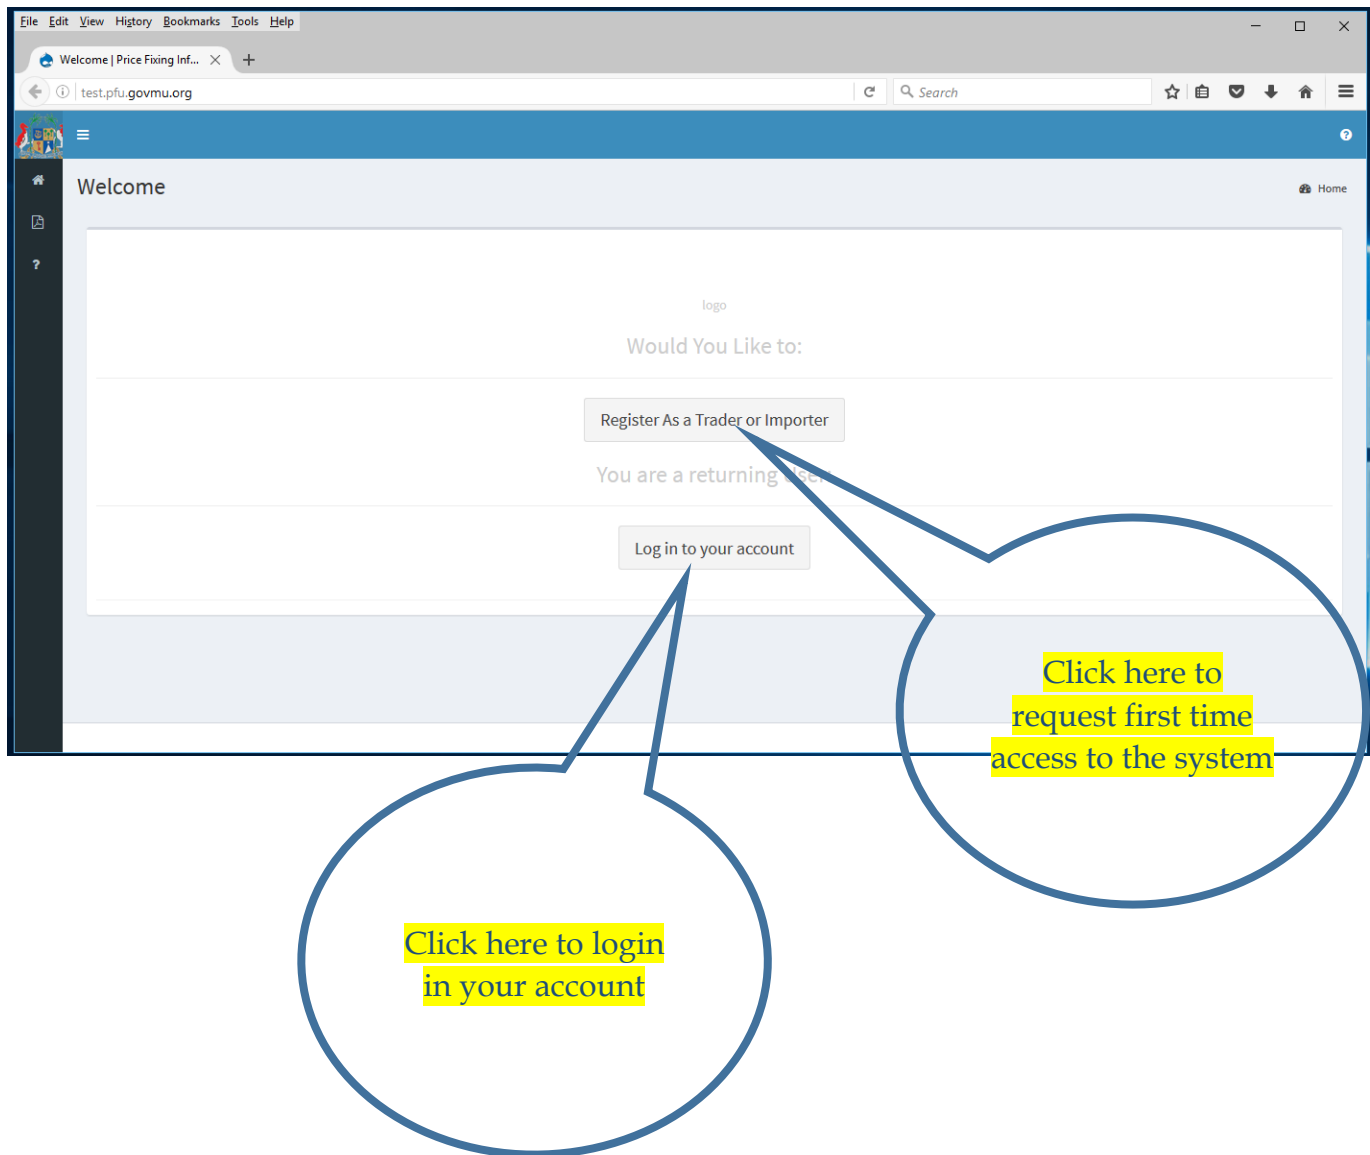 File Edit View History Bookmarks Tools Help
Welcome | Price Fixing Inf...
test.pfu.govmu.org
Search
Welcome
Home
logo
Would You Like to:
Register As a Trader or Importer
You are a returning User:
Log in to your account
Click here to
request first time
access to the system
Click here to login
in your account